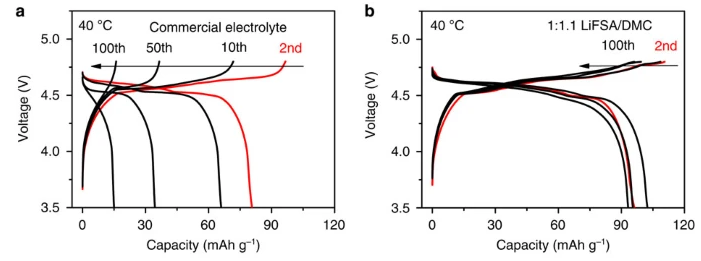 a
40 °C
Commercial electrolyte
100th
50th
10th
2nd
5.0
4.5
4.0
3.5
Voltage (V)
0
30
60
90
120
Capacity (mAh g⁻¹)
b
40 °C
1:1.1 LiFSA/DMC
100th
2nd
5.0
4.5
4.0
3.5
Voltage (V)
0
30
60
90
120
Capacity (mAh g⁻¹)